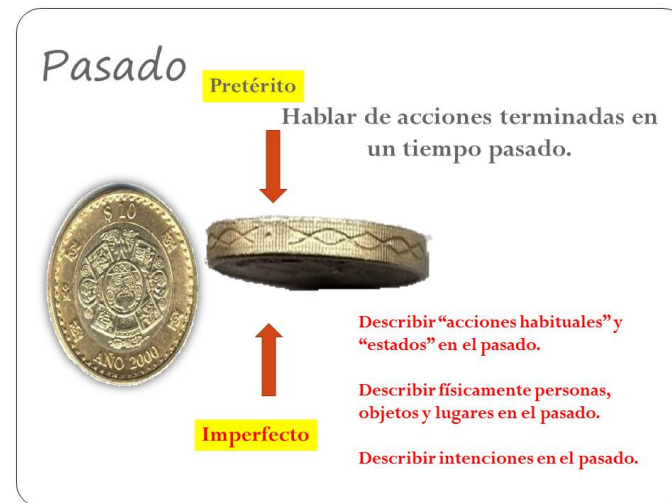 Pasado
Pretérito
Hablar de acciones terminadas en
un tiempo pasado.
$ 10
AÑO 2000
Describir “acciones habituales” y
“estados” en el pasado.
Describir físicamente personas,
objetos y lugares en el pasado.
Imperfecto
Describir intenciones en el pasado.